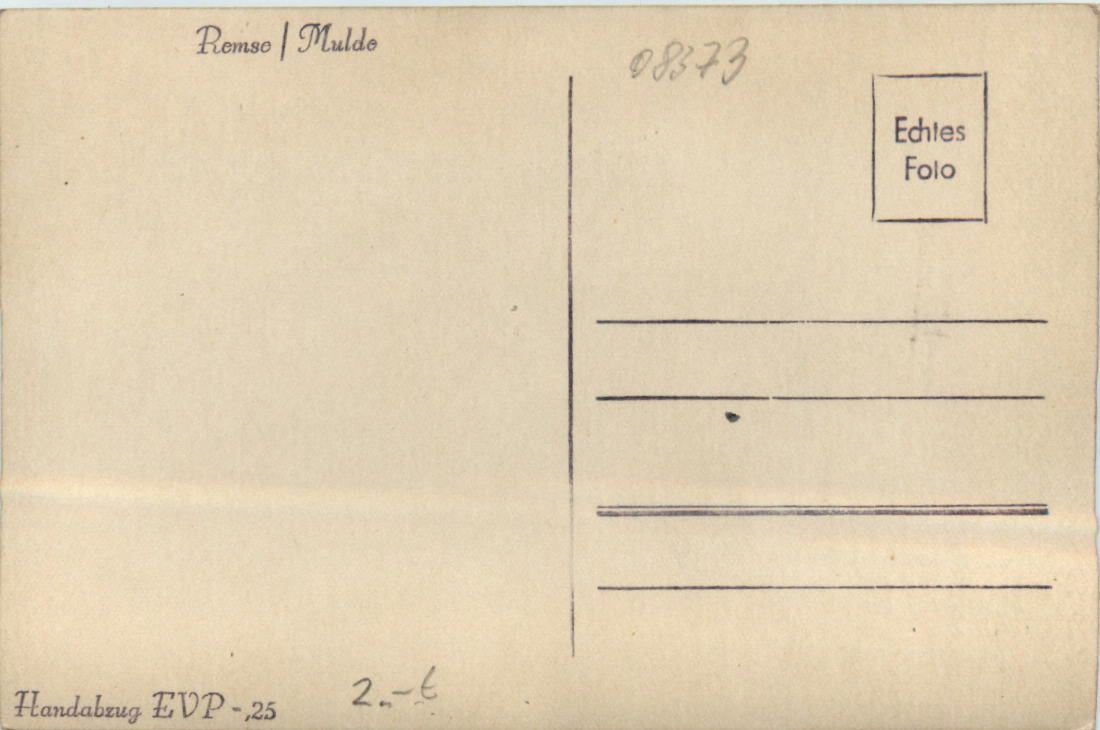 Remse / Mulde
08373
Echtes
Foto
Handabzug EVP -,25
2.-